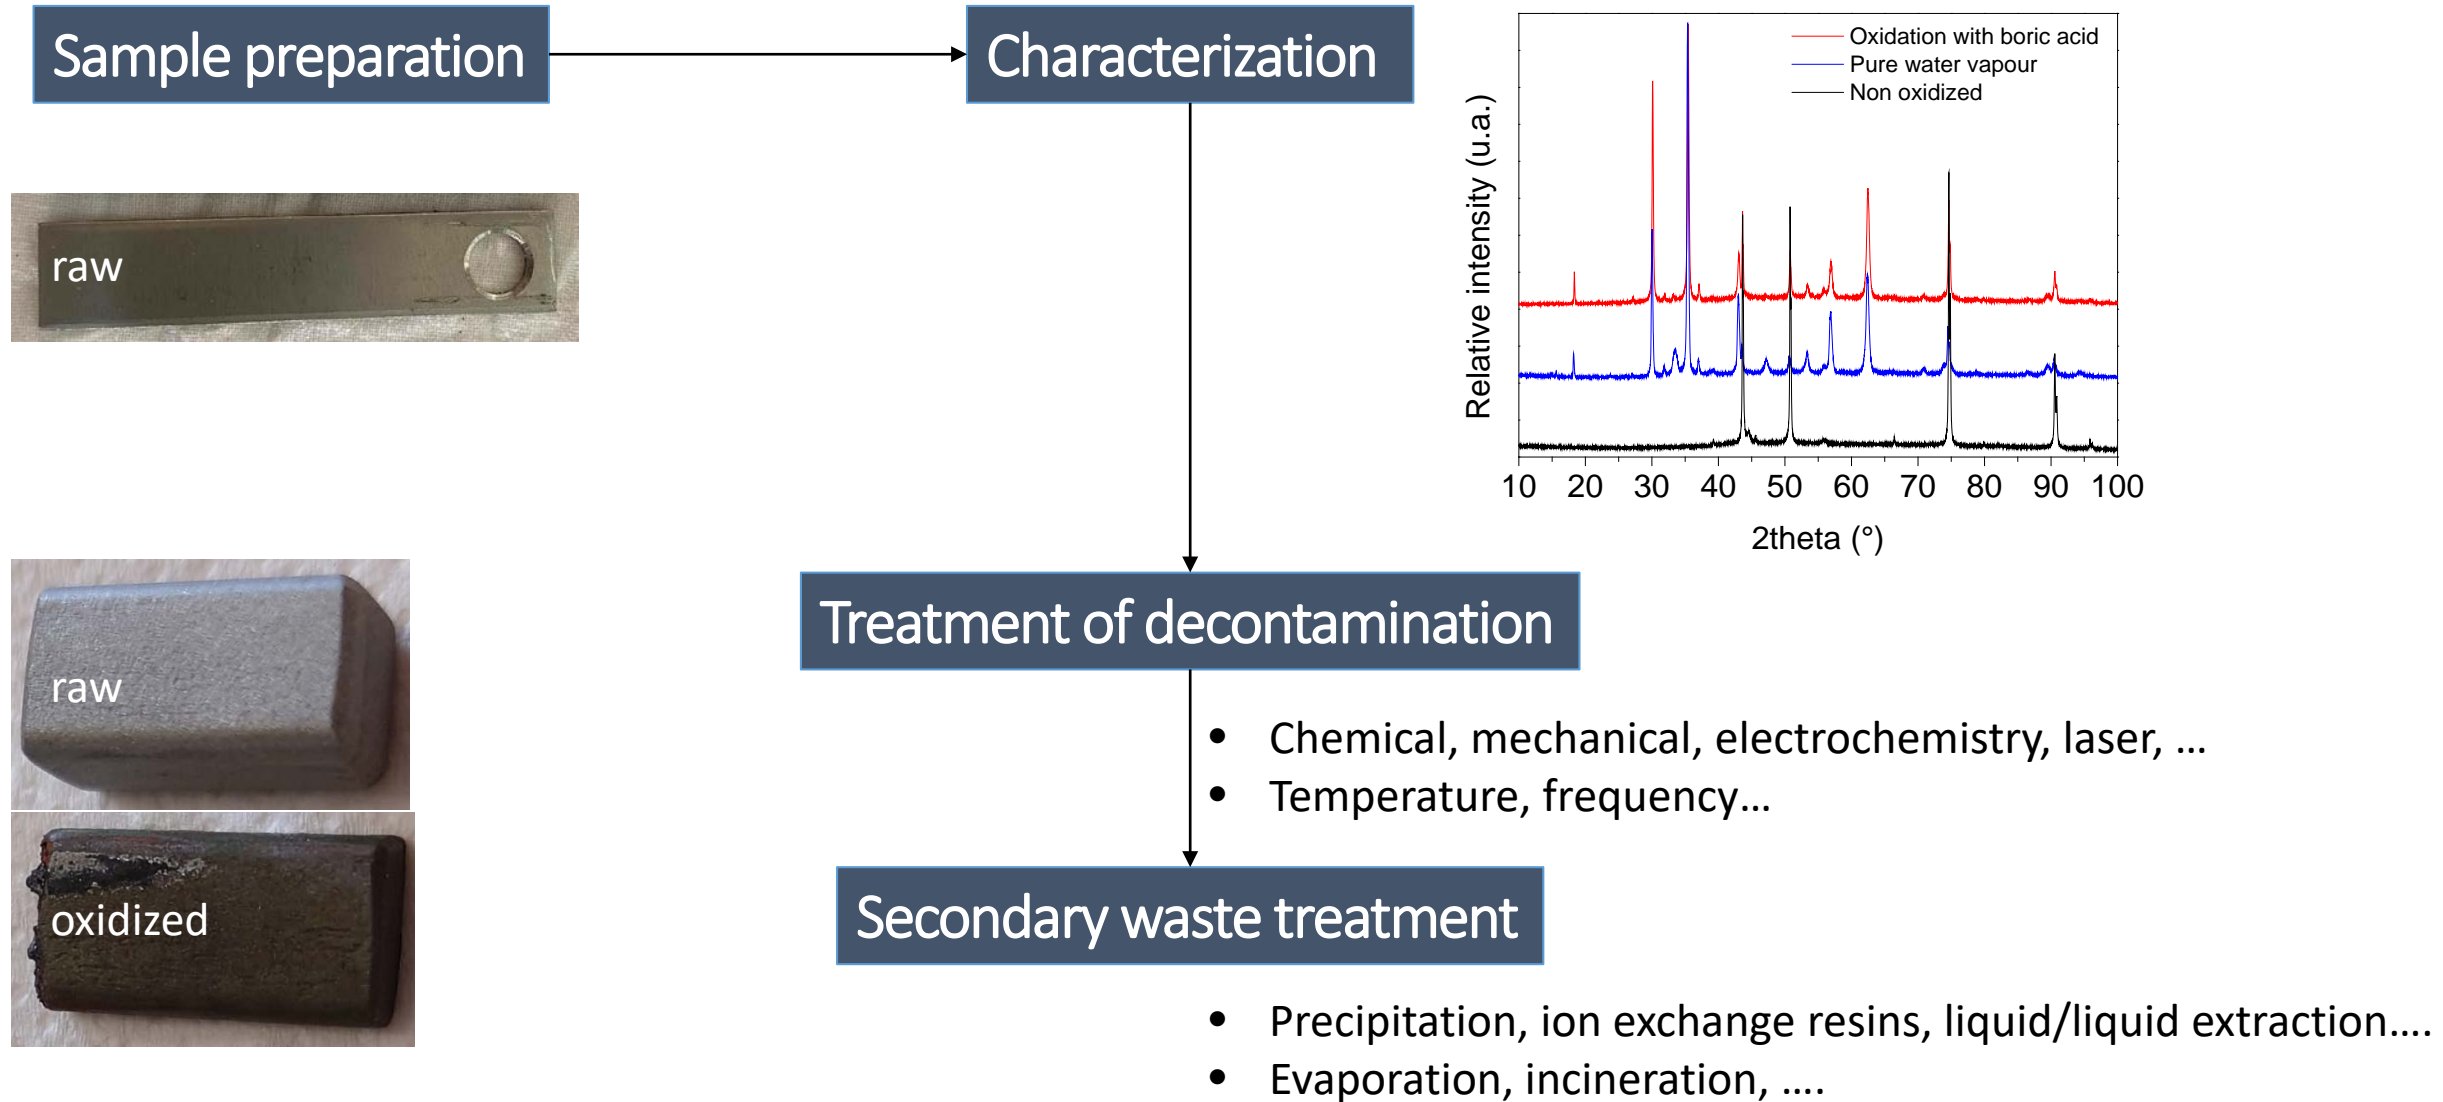 Sample preparation
Characterization
Oxidation with boric acid
Pure water vapour
Non oxidized
Relative intensity (u.a.)
10 20 30 40 50 60 70 80 90 100
2theta (°)
raw
raw
oxidized
Treatment of decontamination
• Chemical, mechanical, electrochemistry, laser, ...
• Temperature, frequency...
Secondary waste treatment
• Precipitation, ion exchange resins, liquid/liquid extraction....
• Evaporation, incineration, ....